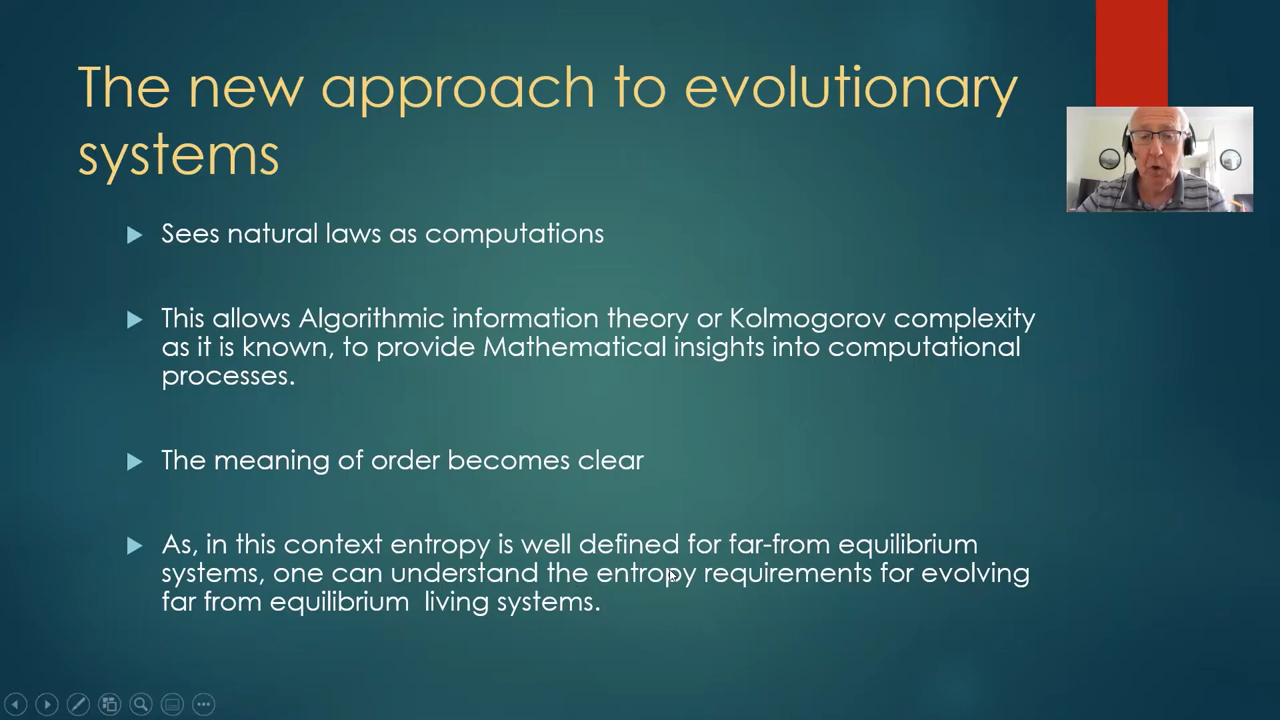 The new approach to evolutionary
systems
Sees natural laws as computations
This allows Algorithmic information theory or Kolmogorov complexity
as it is known, to provide Mathematical insights into computational
processes.
The meaning of order becomes clear
As, in this context entropy is well defined for far-from equilibrium
systems, one can understand the entropy requirements for evolving
far from equilibrium  living systems.